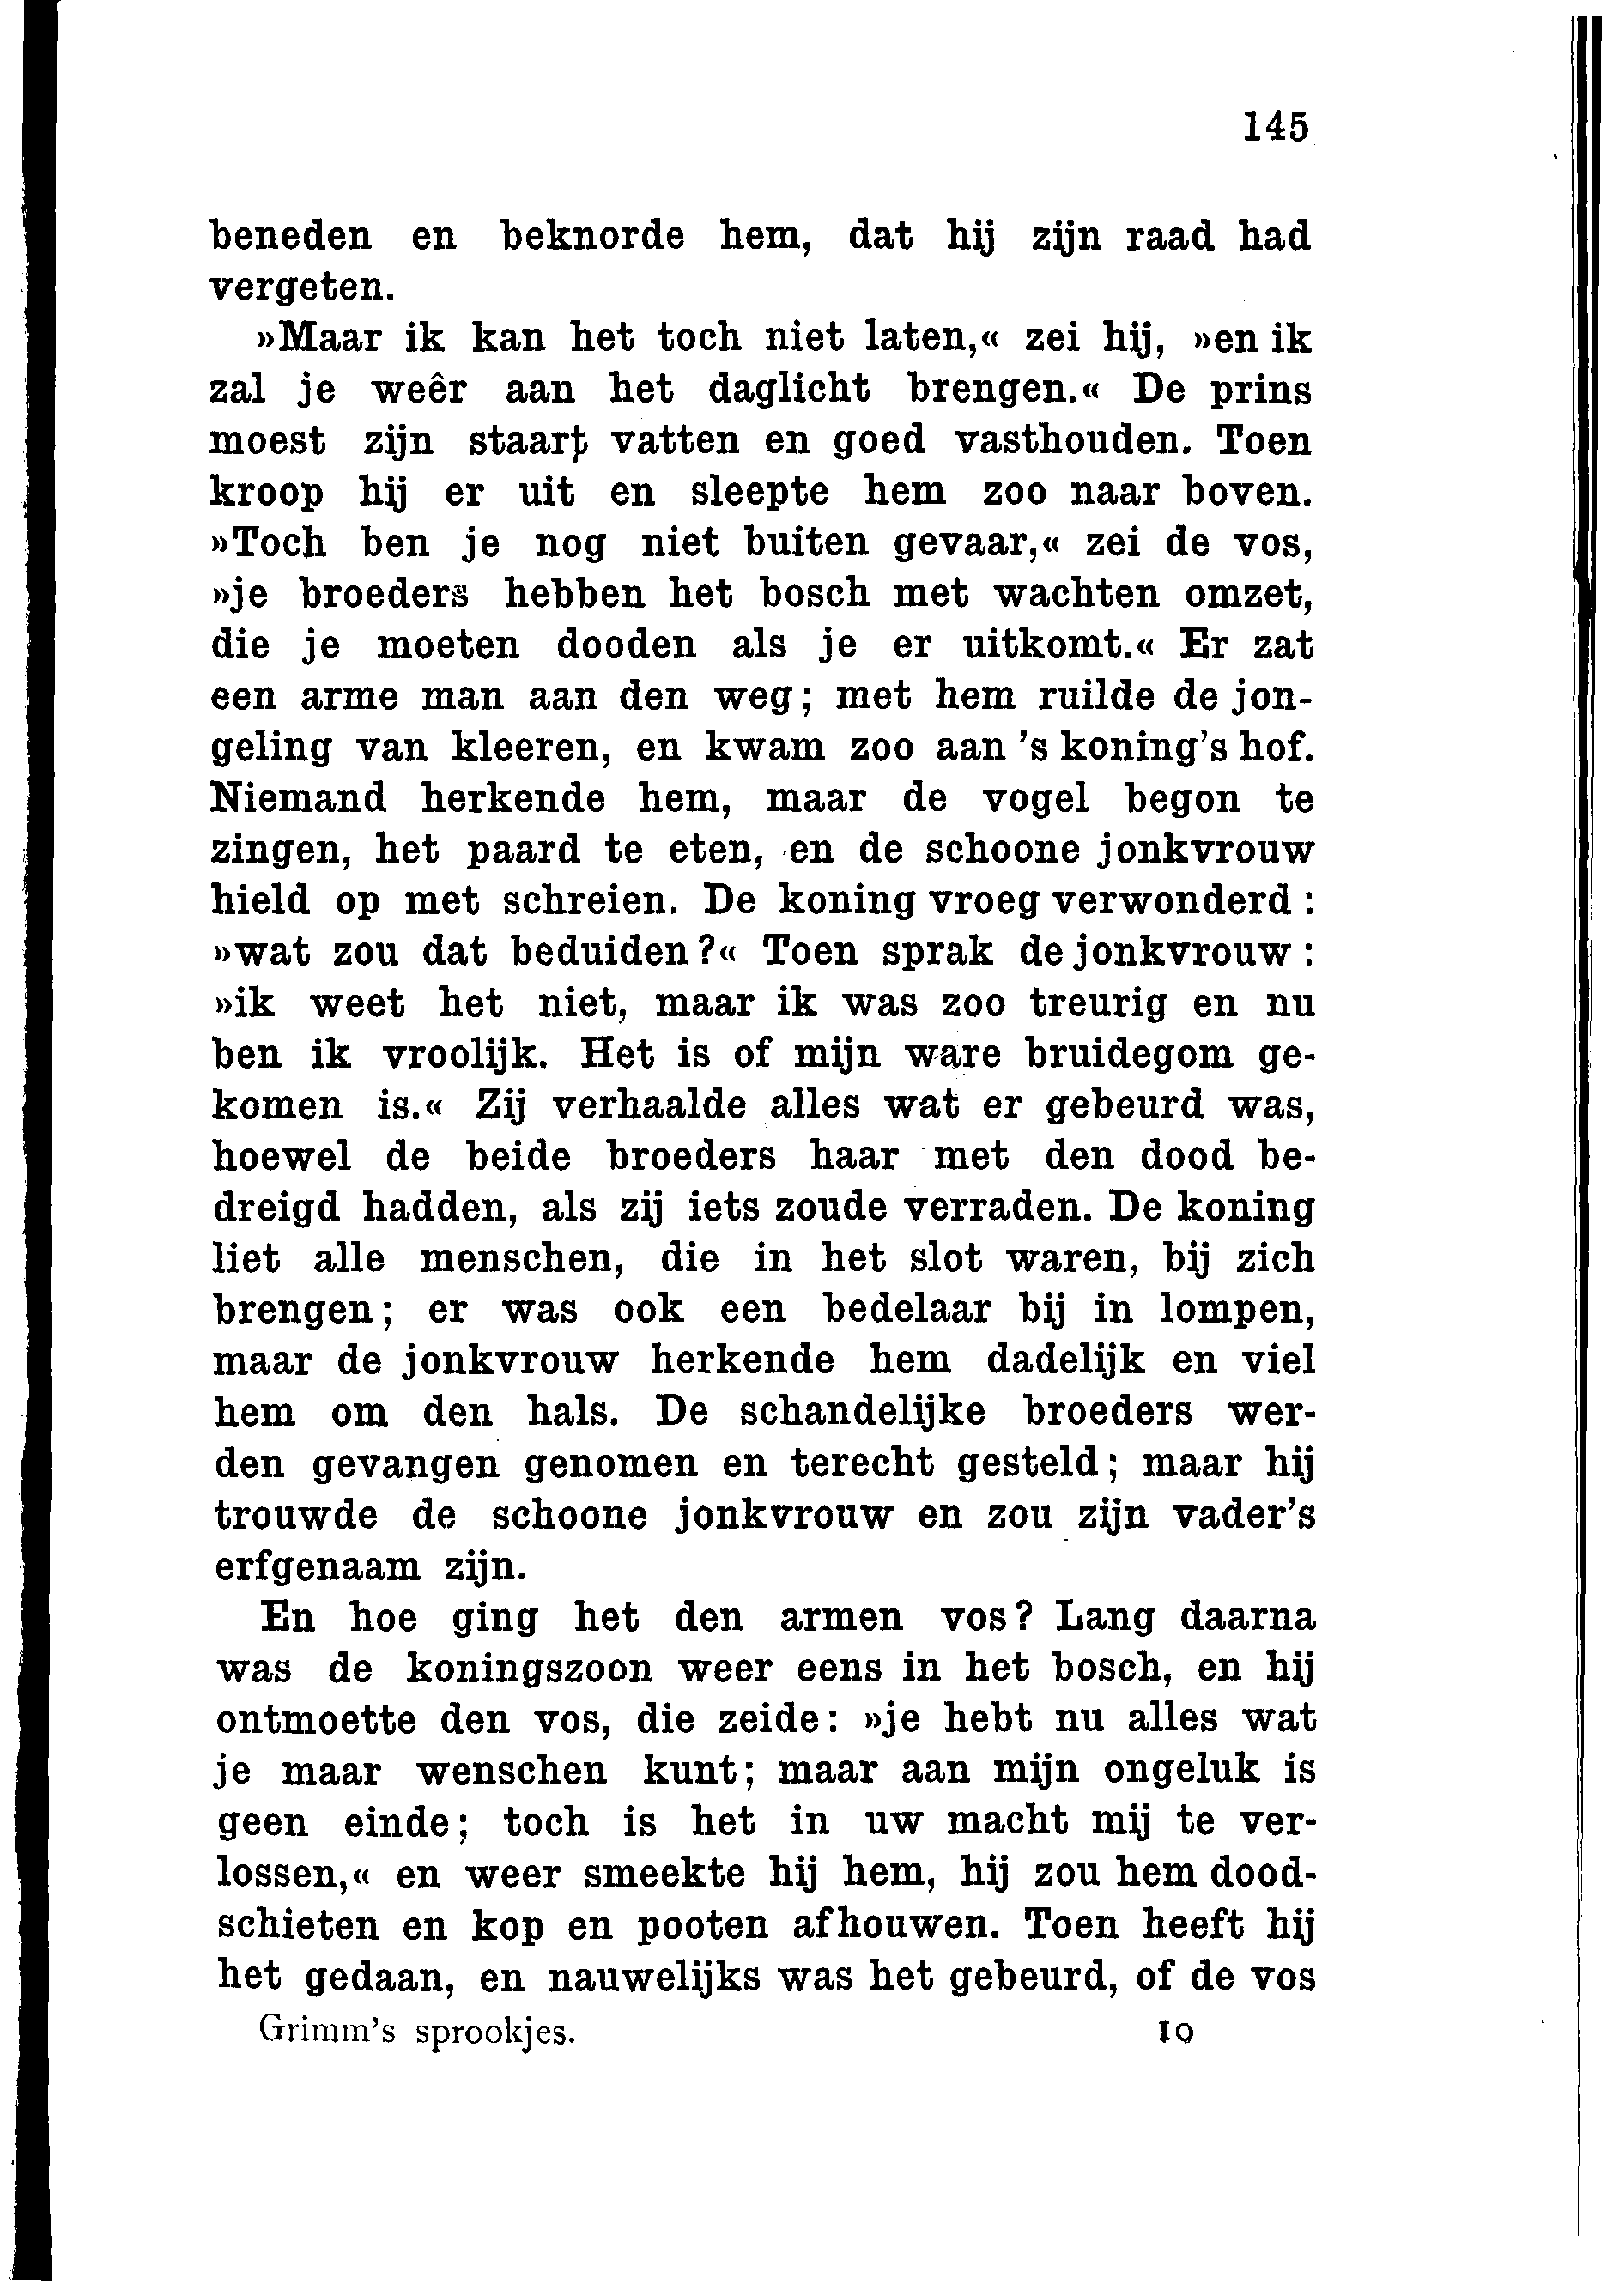 145
beneden en beknorde hem, dat hij zijn raad had
vergeten.
»Maar ik kan het toch niet laten,« zei hij, »en ik
zal je weêr aan het daglicht brengen.« De prins
moest zijn staart vatten en goed vasthouden. Toen
kroop hij er uit en sleepte hem zoo naar boven.
»Toch ben je nog niet buiten gevaar,« zei de vos,
»je broeders hebben het bosch met wachten omzet,
die je moeten dooden als je er uitkomt.« Er zat
een arme man aan den weg; met hem ruilde de jon-
geling van kleeren, en kwam zoo aan 's koning's hof.
Niemand herkende hem, maar de vogel begon te
zingen, het paard te eten, en de schoone jonkvrouw
hield op met schreien. De koning vroeg verwonderd:
»wat zou dat beduiden?« Toen sprak de jonkvrouw:
»ik weet het niet, maar ik was zoo treurig en nu
ben ik vroolijk. Het is of mijn ware bruidegom ge-
komen is.« Zij verhaalde alles wat er gebeurd was,
hoewel de beide broeders haar met den dood be-
dreigd hadden, als zij iets zoude verraden. De koning
liet alle menschen, die in het slot waren, bij zich
brengen; er was ook een bedelaar bij in lompen,
maar de jonkvrouw herkende hem dadelijk en viel
hem om den hals. De schandelijke broeders wer-
den gevangen genomen en terecht gesteld; maar hij
trouwde de schoone jonkvrouw en zou zijn vader's
erfgenaam zijn.
En hoe ging het den armen vos? Lang daarna
was de koningszoon weer eens in het bosch, en hij
ontmoette den vos, die zeide: »je hebt nu alles wat
je maar wenschen kunt; maar aan mijn ongeluk is
geen einde; toch is het in uw macht mij te ver-
lossen,« en weer smeekte hij hem, hij zou hem dood-
schieten en kop en pooten afhouwen. Toen heeft hij
het gedaan, en nauwelijks was het gebeurd, of de vos
Grimm's sprookjes. 10